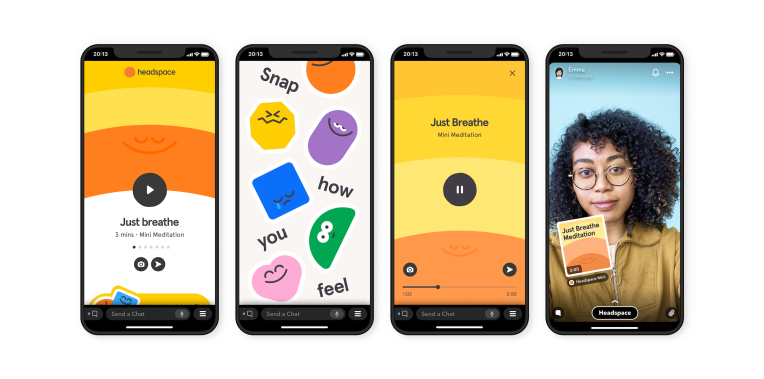 20:13
headspace
Just breathe
3 mins · Mini Meditation
Send a Chat
20:13
Snap
how
you
feel
Send a Chat
20:13
Just Breathe
Mini Meditation
1:03
5:00
Send a Chat
20:13
Emma
Just Breathe
Meditation
3:00
Headspace Mini
Headspace